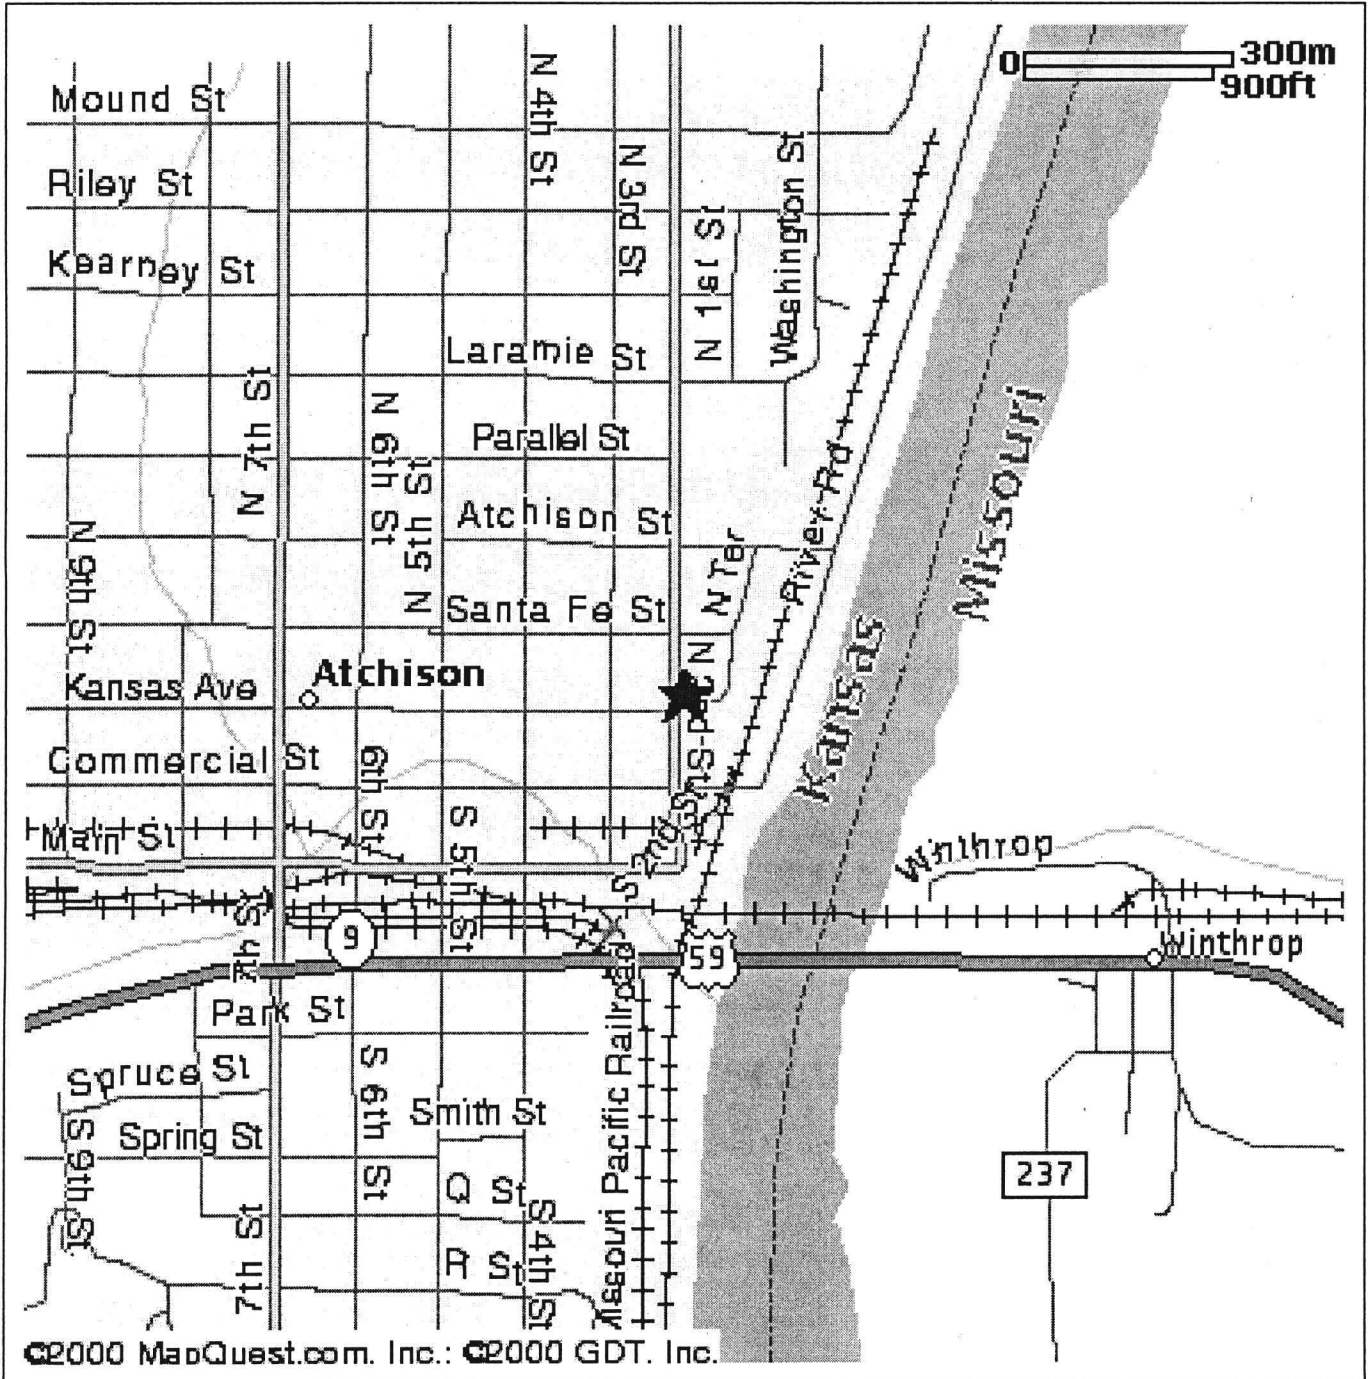 0 300m
900ft
Mound St
N 4th St
Riley St
N 3rd St
Washington St
N 1st St
Kearney St
Laramie St
N 7th St
N 6th St
Parallel St
Missouri
River Rd
N 5th St
Atchison St
N 9th St
N Ter
Santa Fe St
Kansas
Atchison
Kansas Ave
N 2nd St
Commercial St
6th St
S 5th St
Main St
S 2nd St
Winthrop
7th St
9
59
Winthrop
Park St
Missouri Pacific Railroad
Spruce St
S 6th St
Smith St
Spring St
S 9th St
237
Q St
S 4th St
7th St
R St
©2000 MapQuest.com. Inc.: ©2000 GDT. Inc.